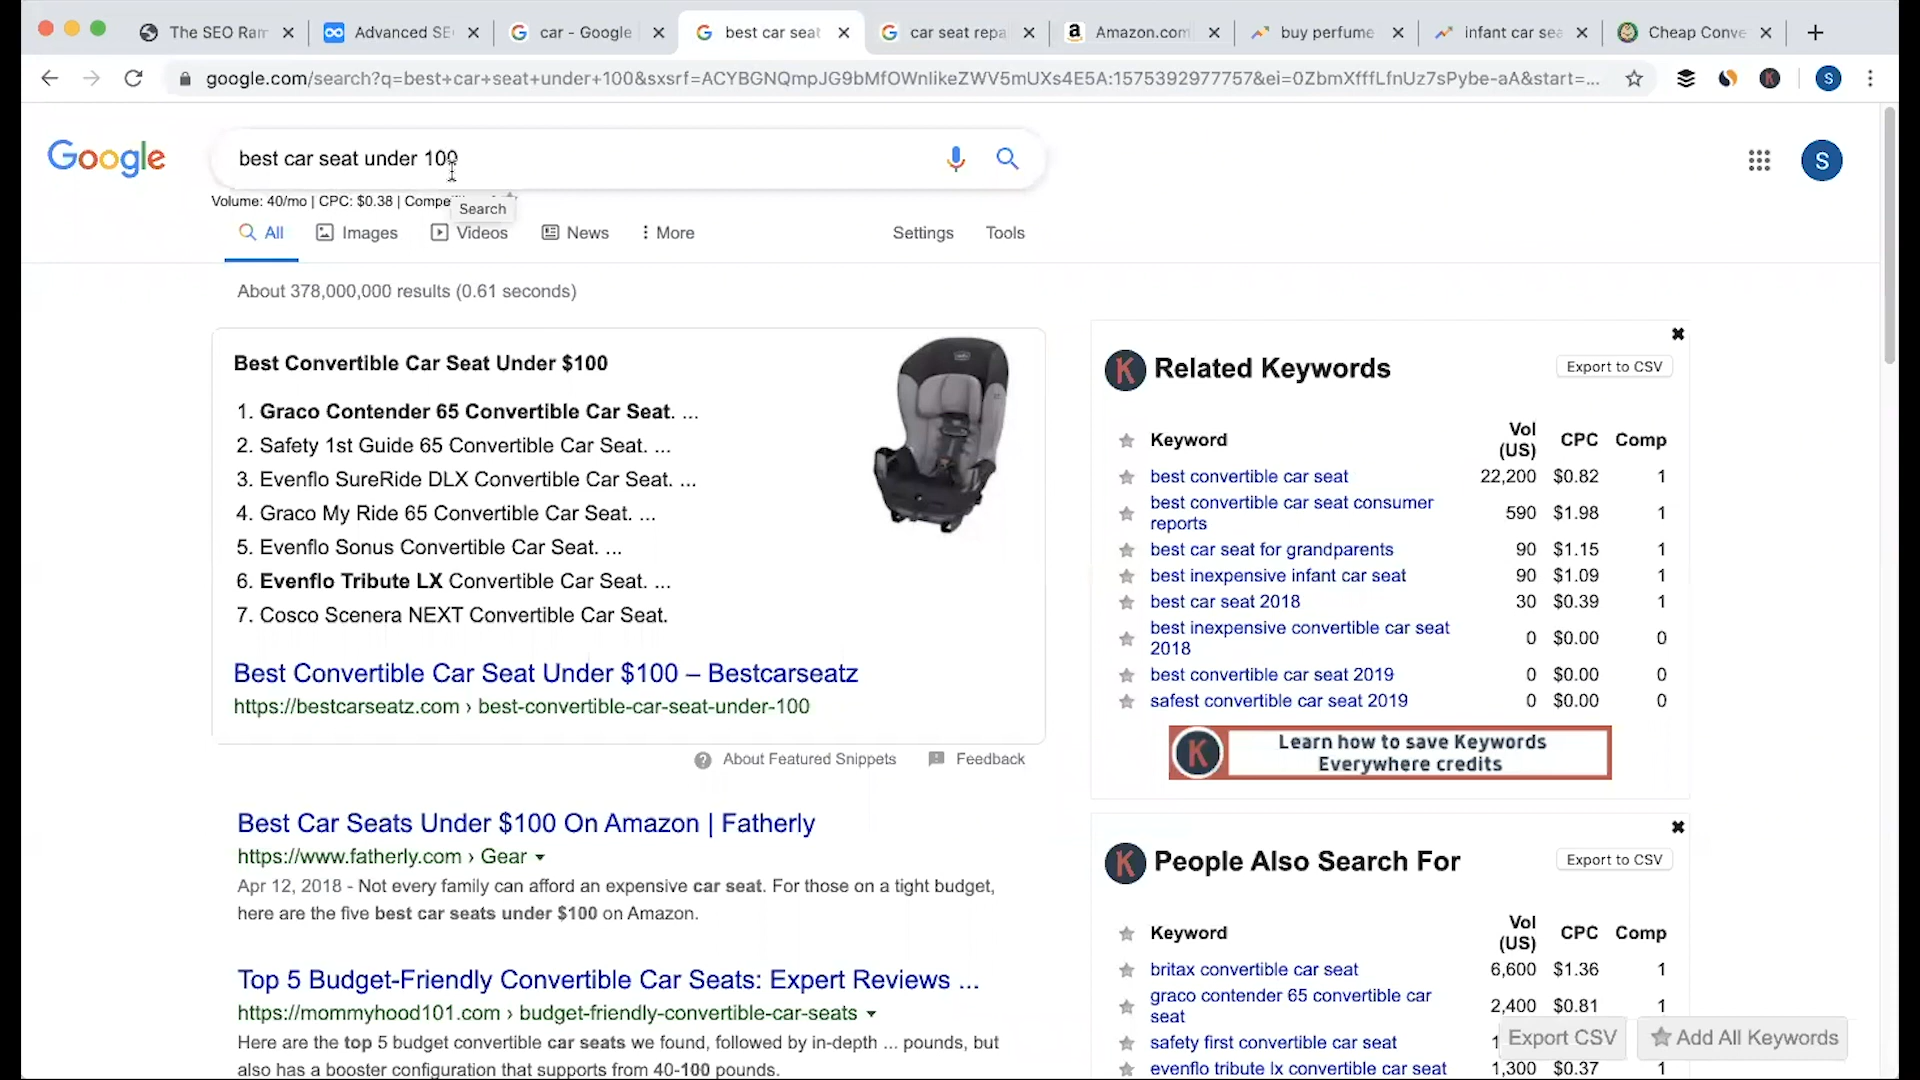 The SEO Ram
Advanced SE
car - Google
best car seat
car seat repa
Amazon.com
buy perfume
infant car sea
Cheap Conve
google.com/search?q=best+car+seat+under+100&sxsrf=ACYBGNQmpJG9bMfOWnIikeZWV5mUXs4E5A:1575392977757&ei=0ZbmXfffLfnUz7sPybe-aA&start=...
S
Google
best car seat under 100
S
Volume: 40/mo | CPC: $0.38 | Compe
Search
All
Images
Videos
News
More
Settings
Tools
About 378,000,000 results (0.61 seconds)
Best Convertible Car Seat Under $100
1. Graco Contender 65 Convertible Car Seat. ...
2. Safety 1st Guide 65 Convertible Car Seat. ...
3. Evenflo SureRide DLX Convertible Car Seat. ...
4. Graco My Ride 65 Convertible Car Seat. ...
5. Evenflo Sonus Convertible Car Seat. ...
6. Evenflo Tribute LX Convertible Car Seat. ...
7. Cosco Scenera NEXT Convertible Car Seat.
Best Convertible Car Seat Under $100 – Bestcarseatz
https://bestcarseatz.com › best-convertible-car-seat-under-100
About Featured Snippets
Feedback
Best Car Seats Under $100 On Amazon | Fatherly
https://www.fatherly.com › Gear
Apr 12, 2018 - Not every family can afford an expensive car seat. For those on a tight budget,
here are the five best car seats under $100 on Amazon.
Top 5 Budget-Friendly Convertible Car Seats: Expert Reviews ...
https://mommyhood101.com › budget-friendly-convertible-car-seats
Here are the top 5 budget convertible car seats we found, followed by in-depth ... pounds, but
also has a booster configuration that supports from 40-100 pounds.
K Related Keywords
Export to CSV
Keyword Vol (US) CPC Comp
best convertible car seat 22,200 $0.82 1
best convertible car seat consumer
reports 590 $1.98 1
best car seat for grandparents 90 $1.15 1
best inexpensive infant car seat 90 $1.09 1
best car seat 2018 30 $0.39 1
best inexpensive convertible car seat
2018 0 $0.00 0
best convertible car seat 2019 0 $0.00 0
safest convertible car seat 2019 0 $0.00 0
K Learn how to save Keywords
Everywhere credits
K People Also Search For
Export to CSV
Keyword Vol (US) CPC Comp
britax convertible car seat 6,600 $1.36 1
graco contender 65 convertible car
seat 2,400 $0.81 1
safety first convertible car seat 1
evenflo tribute lx convertible car seat 1,300 $0.37 1
Export CSV
Add All Keywords